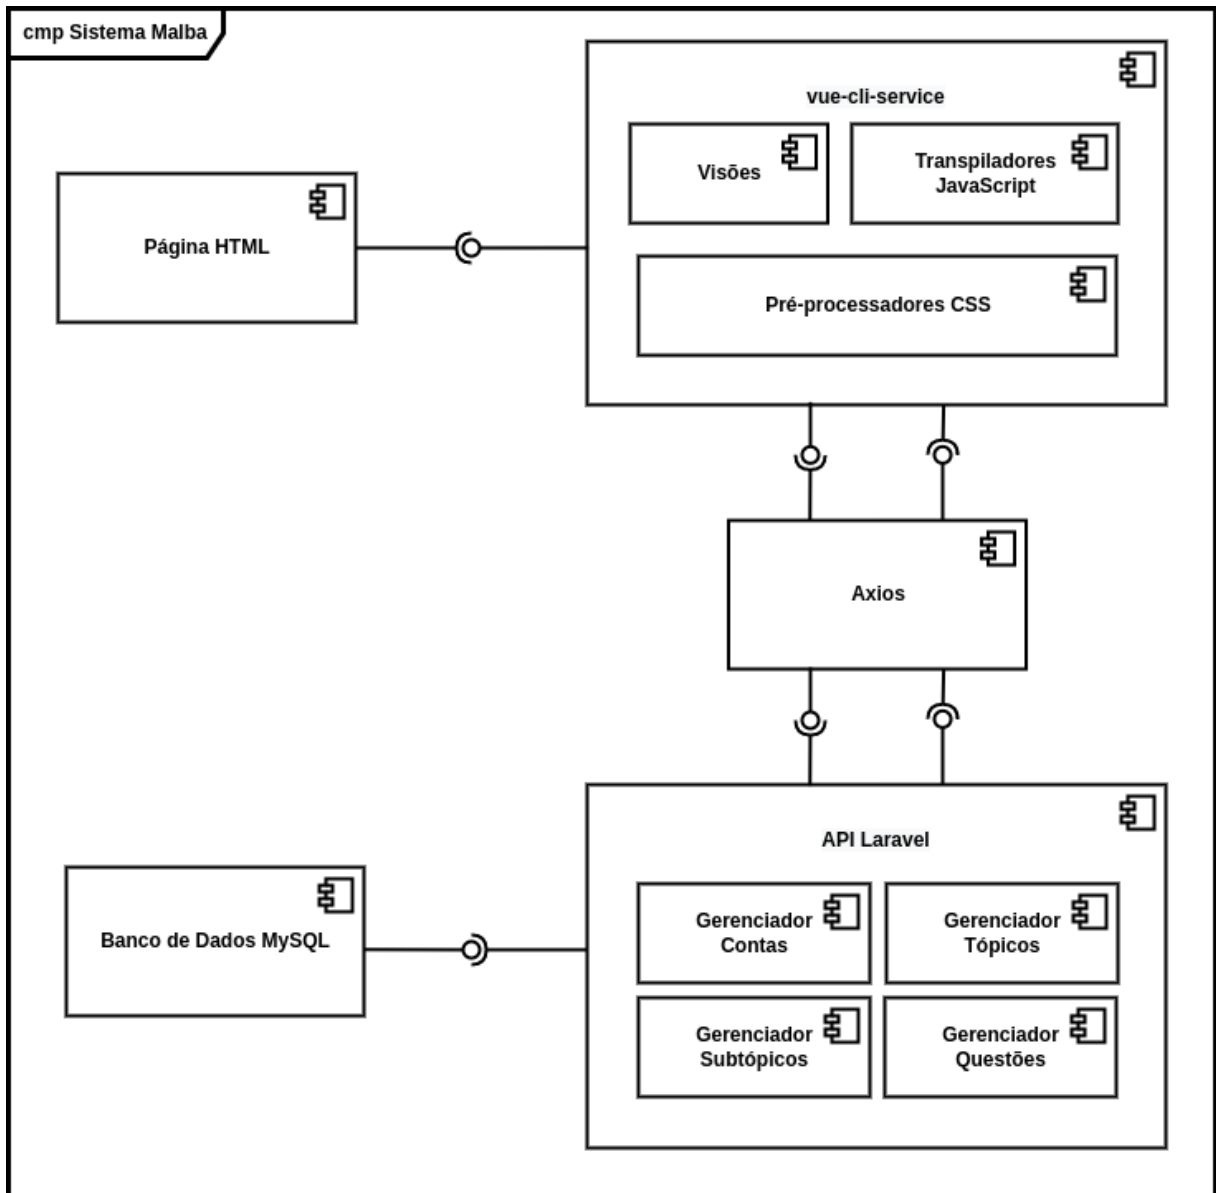 cmp Sistema Malba
vue-cli-service
Visões
Transpiladores
JavaScript
Página HTML
Pré-processadores CSS
Axios
API Laravel
Banco de Dados MySQL
Gerenciador
Contas
Gerenciador
Tópicos
Gerenciador
Subtópicos
Gerenciador
Questões